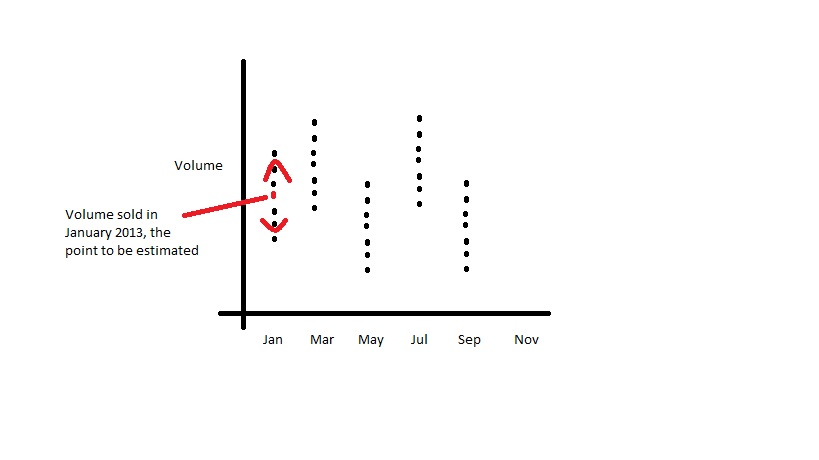 Volume
Volume sold in
January 2013, the
point to be estimated
Jan Mar May Jul Sep Nov